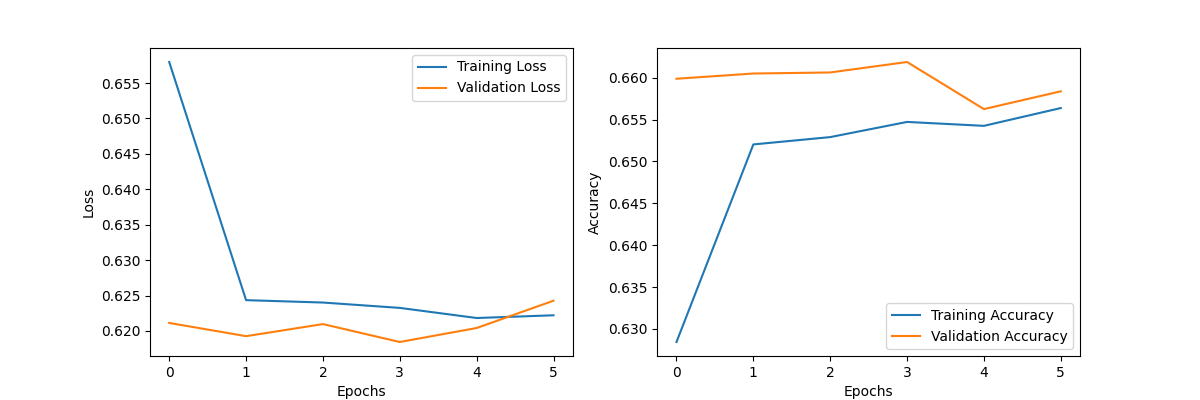 0.655
0.650
0.645
0.640
0.635
0.630
0.625
0.620
Loss
0 1 2 3 4 5
Epochs
Training Loss
Validation Loss
0.660
0.655
0.650
0.645
0.640
0.635
0.630
Accuracy
0 1 2 3 4 5
Epochs
Training Accuracy
Validation Accuracy